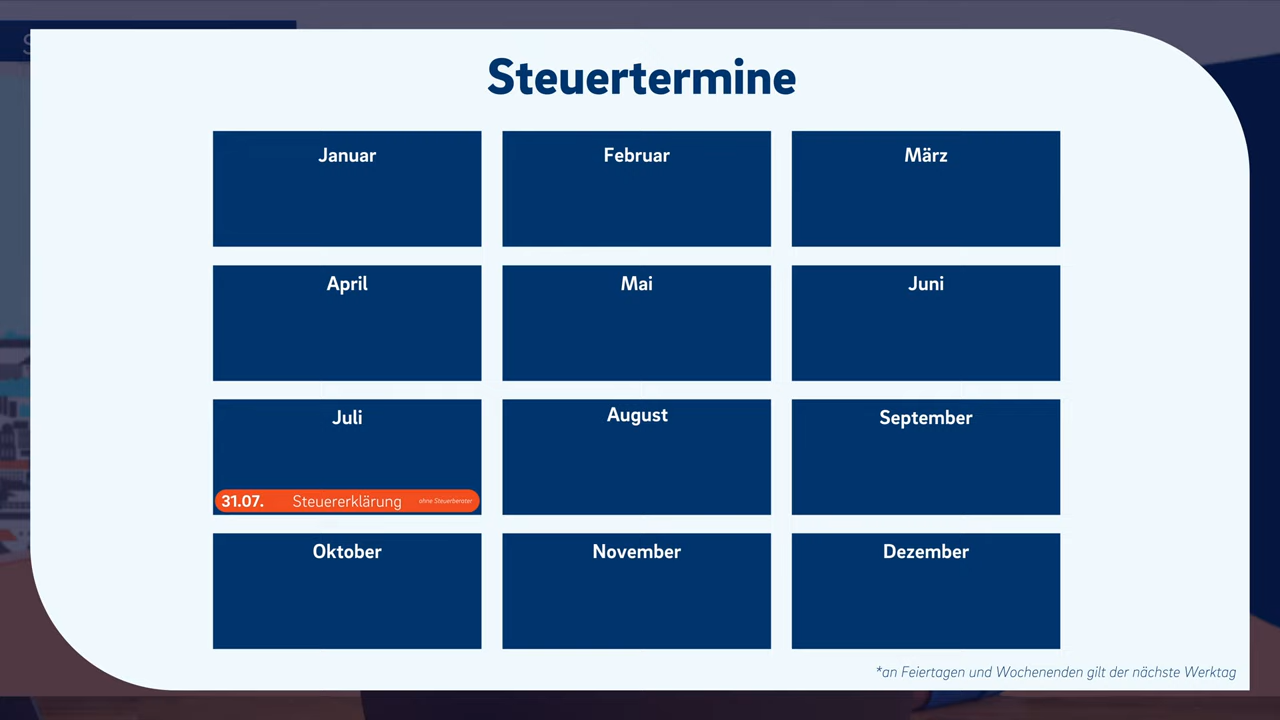 Steuertermine
Januar
Februar
März
April
Mai
Juni
Juli
31.07. Steuererklärung ohne Steuerberater
August
September
Oktober
November
Dezember
*an Feiertagen und Wochenenden gilt der nächste Werktag